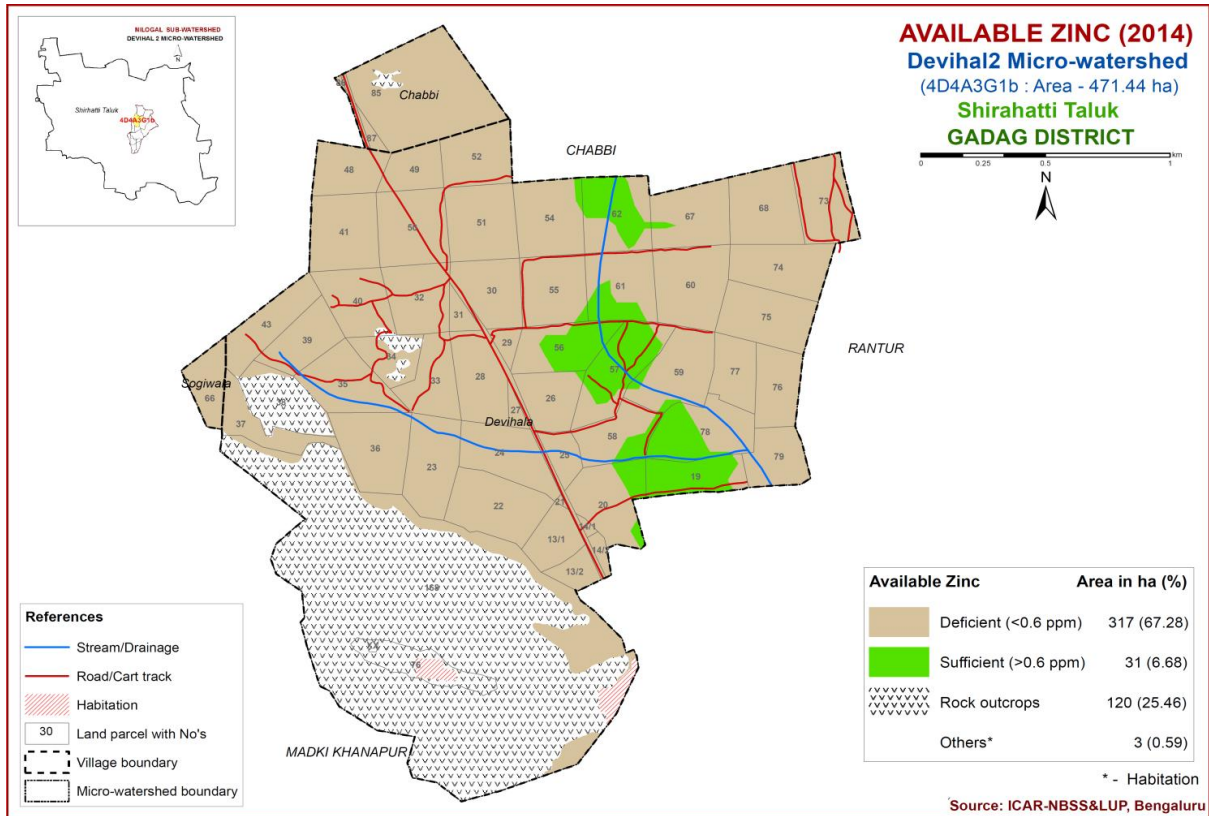 NILOGAL SUB-WATERSHED
DEVIHAL 2 MICRO-WATERSHED
N
Shirhatti Taluk
4D4A3G1b
AVAILABLE ZINC (2014)
Devihal2 Micro-watershed
(4D4A3G1b : Area - 471.44 ha)
Shirahatti Taluk
GADAG DISTRICT
km
0 0.25 0.5 1
N
86
85
Chabbi
87
CHABBI
52
48 49
51 54 62 67 68 73
41 50
74
40 32 30 55 61 60
43 31 75
39 29 56
RANTUR
34
Sogiwala 35 33 28 57 59 77 76
66 38 27 26
37 Devihala 58 78
36 24 25 79
23 19
22 21 20
14/1
13/1
13/2
76
MADKI KHANAPUR
References
Stream/Drainage
Road/Cart track
Habitation
30 Land parcel with No's
Village boundary
Micro-watershed boundary
Available Zinc Area in ha (%)
Deficient (<0.6 ppm) 317 (67.28)
Sufficient (>0.6 ppm) 31 (6.68)
Rock outcrops 120 (25.46)
Others* 3 (0.59)
* - Habitation
Source: ICAR-NBSS&LUP, Bengaluru